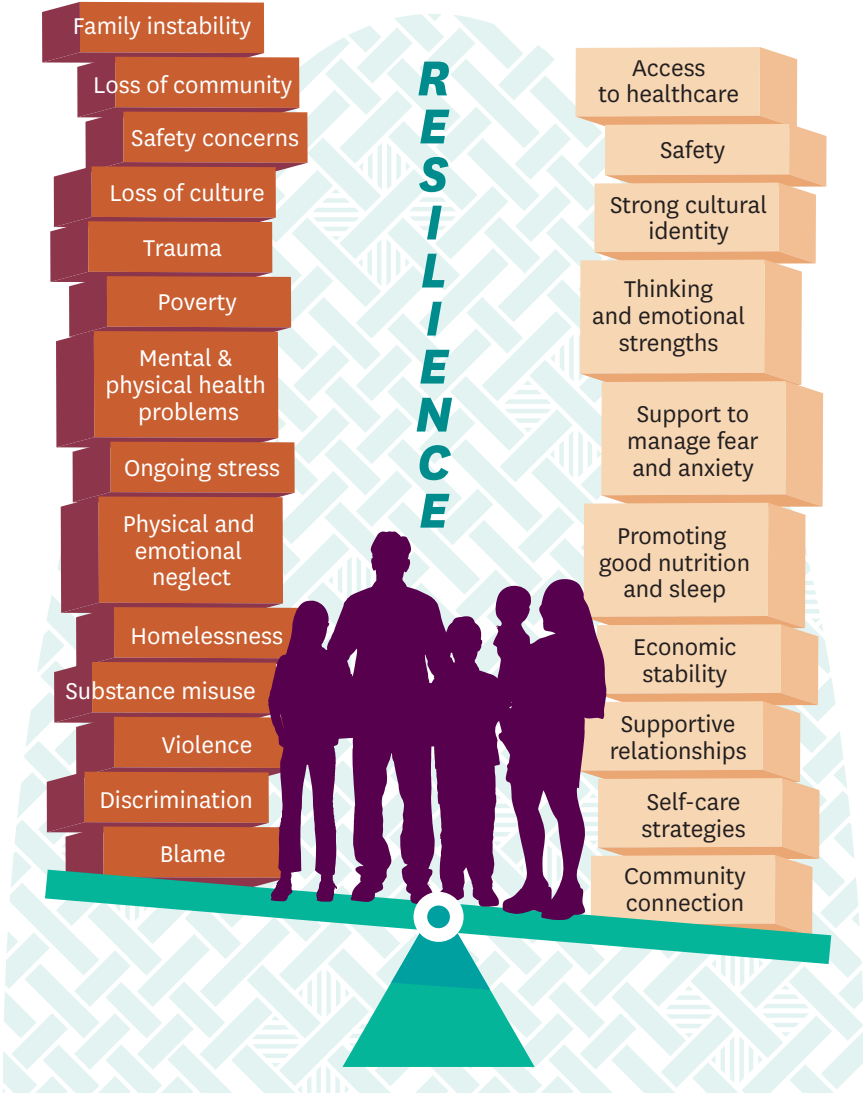 Family instability
Loss of community
Safety concerns
Loss of culture
Trauma
Poverty
Mental &
physical health
problems
Ongoing stress
Physical and
emotional
neglect
Homelessness
Substance misuse
Violence
Discrimination
Blame
RESILIENCE
Access
to healthcare
Safety
Strong cultural
identity
Thinking
and emotional
strengths
Support to
manage fear
and anxiety
Promoting
good nutrition
and sleep
Economic
stability
Supportive
relationships
Self-care
strategies
Community
connection